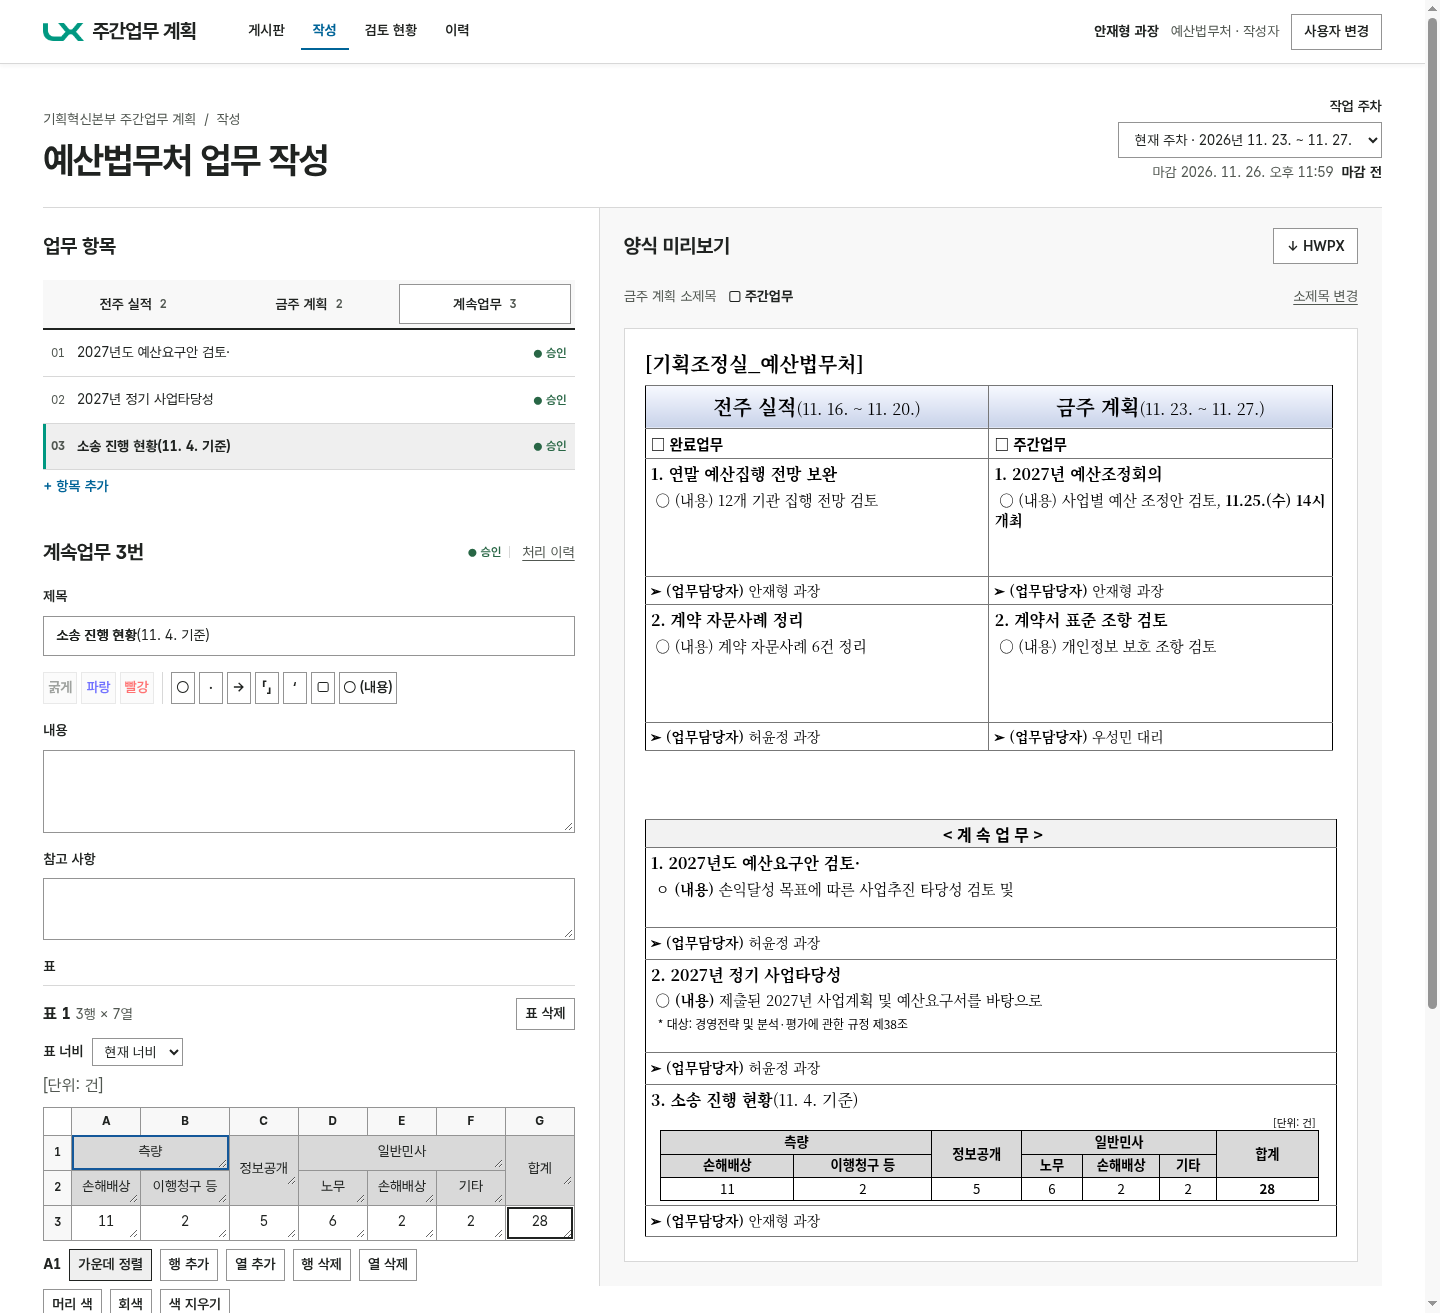 UX 주간업무 계획
게시판 작성 검토 현황 이력
안재형 과장 예산법무처 · 작성자 사용자 변경
기획혁신본부 주간업무 계획 / 작성
예산법무처 업무 작성
작업 주차
현재 주차 · 2026년 11. 23. ~ 11. 27.
마감 2026. 11. 26. 오후 11:59 마감 전
업무 항목
전주 실적 2 금주 계획 2 계속업무 3
01 2027년도 예산요구안 검토· ● 승인
02 2027년 정기 사업타당성 ● 승인
03 소송 진행 현황(11. 4. 기준) ● 승인
+ 항목 추가
계속업무 3번 ● 승인 처리 이력
제목
소송 진행 현황(11. 4. 기준)
굵게 파랑 빨강 ○ · → 「」 ′ □ ○ (내용)
내용
참고 사항
표
표 1 3행 × 7열 표 삭제
표 너비 현재 너비
[단위: 건]
A B C D E F G
1 측량 정보공개 일반민사 합계
2 손해배상 이행청구 등 노무 손해배상 기타
3 11 2 5 6 2 2 28
A1 가운데 정렬 행 추가 열 추가 행 삭제 열 삭제
머리 색 회색 색 지우기
양식 미리보기 ↓ HWPX
금주 계획 소제목 □ 주간업무 소제목 변경
[기획조정실_예산법무처]
전주 실적(11. 16. ~ 11. 20.) 금주 계획(11. 23. ~ 11. 27.)
□ 완료업무 □ 주간업무
1. 연말 예산집행 전망 보완
○ (내용) 12개 기관 집행 전망 검토
1. 2027년 예산조정회의
○ (내용) 사업별 예산 조정안 검토, 11.25.(수) 14시
개최
➢ (업무담당자) 안재형 과장 ➢ (업무담당자) 안재형 과장
2. 계약 자문사례 정리
○ (내용) 계약 자문사례 6건 정리
2. 계약서 표준 조항 검토
○ (내용) 개인정보 보호 조항 검토
➢ (업무담당자) 허윤정 과장 ➢ (업무담당자) 우성민 대리
< 계 속 업 무 >
1. 2027년도 예산요구안 검토·
ㅇ (내용) 손익달성 목표에 따른 사업추진 타당성 검토 및
➢ (업무담당자) 허윤정 과장
2. 2027년 정기 사업타당성
○ (내용) 제출된 2027년 사업계획 및 예산요구서를 바탕으로
* 대상: 경영전략 및 분석·평가에 관한 규정 제38조
➢ (업무담당자) 허윤정 과장
3. 소송 진행 현황(11. 4. 기준)
[단위: 건]
측량 정보공개 일반민사 합계
손해배상 이행청구 등 노무 손해배상 기타
11 2 5 6 2 2 28
➢ (업무담당자) 안재형 과장